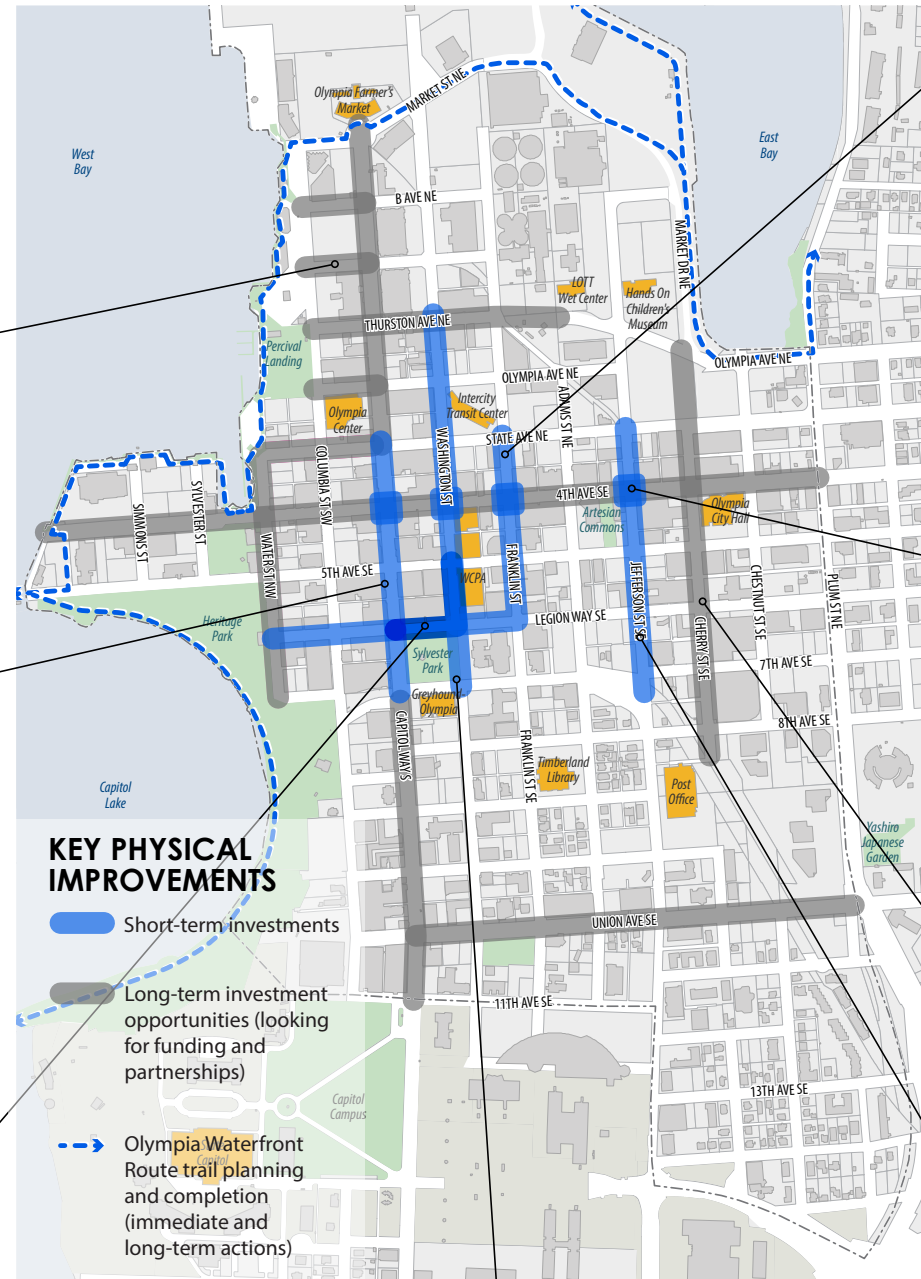 Olympia Farmer's
Market
MARKET ST NE
West
Bay
East
Bay
B AVE NE
MARKET DR NE
LOTT
Wet Center
Hands On
Children's
Museum
THURSTON AVE NE
Percival
Landing
OLYMPIA AVE NE
OLYMPIA AVE NE
ADAMS ST NE
Intercity
Transit Center
Olympia
Center
STATE AVE NE
WASHINGTON ST
COLUMBIA ST SW
SYLVESTER ST
SIMMONS ST
4TH AVE SE
Artesian
Commons
Olympia
City Hall
WATER ST NW
5TH AVE SE
WCPA
FRANKLIN ST
JEFFERSON ST SE
CHERRY ST SE
CHESTNUT ST SE
PLUM ST NE
LEGION WAY SE
Heritage
Park
Sylvester
Park
7TH AVE SE
Greyhound-
Olympia
8TH AVE SE
CAPITOL WAY S
FRANKLIN ST SE
Timberland
Library
Post
Office
Capitol
Lake
Yashiro
Japanese
Garden
KEY PHYSICAL
IMPROVEMENTS
Short-term investments
UNION AVE SE
Long-term investment
opportunities (looking
for funding and
partnerships)
11TH AVE SE
13TH AVE SE
Capitol
Campus
Capitol
Olympia Waterfront
Route trail planning
and completion
(immediate and
long-term actions)